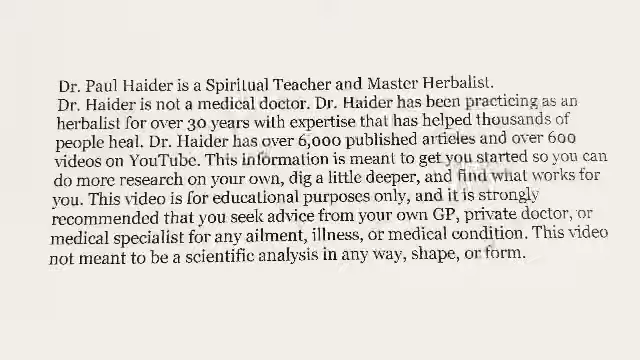 Dr. Paul Haider is a Spiritual Teacher and Master Herbalist.
Dr. Haider is not a medical doctor. Dr. Haider has been practicing as an
herbalist for over 30 years with expertise that has helped thousands of
people heal. Dr. Haider has over 6,000 published articles and over 600
videos on YouTube. This information is meant to get you started so you can
do more research on your own, dig a little deeper, and find what works for
you. This video is for educational purposes only, and it is strongly
recommended that you seek advice from your own GP, private doctor, or
medical specialist for any ailment, illness, or medical condition. This video
not meant to be a scientific analysis in any way, shape, or form.